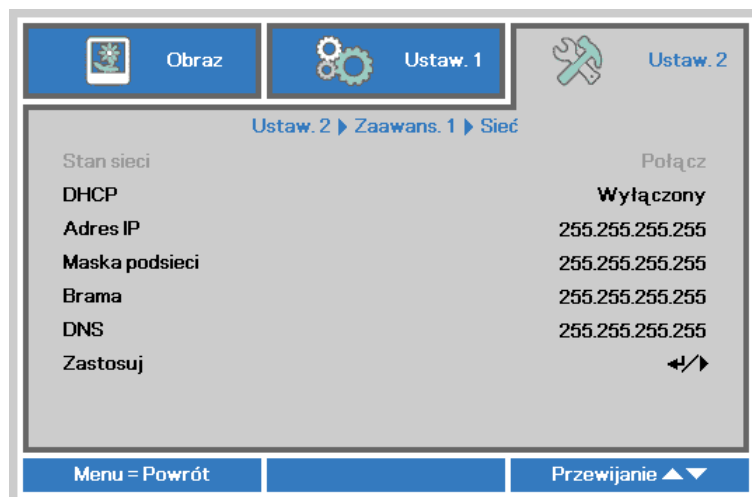 Obraz Ustaw. 1 Ustaw. 2
Ustaw. 2 ▶ Zaawans. 1 ▶ Sieć
Stan sieci Połącz
DHCP Wyłączony
Adres IP 255.255.255.255
Maska podsieci 255.255.255.255
Brama 255.255.255.255
DNS 255.255.255.255
Zastosuj ↵/▶
Menu = Powrót Przewijanie ▲▼